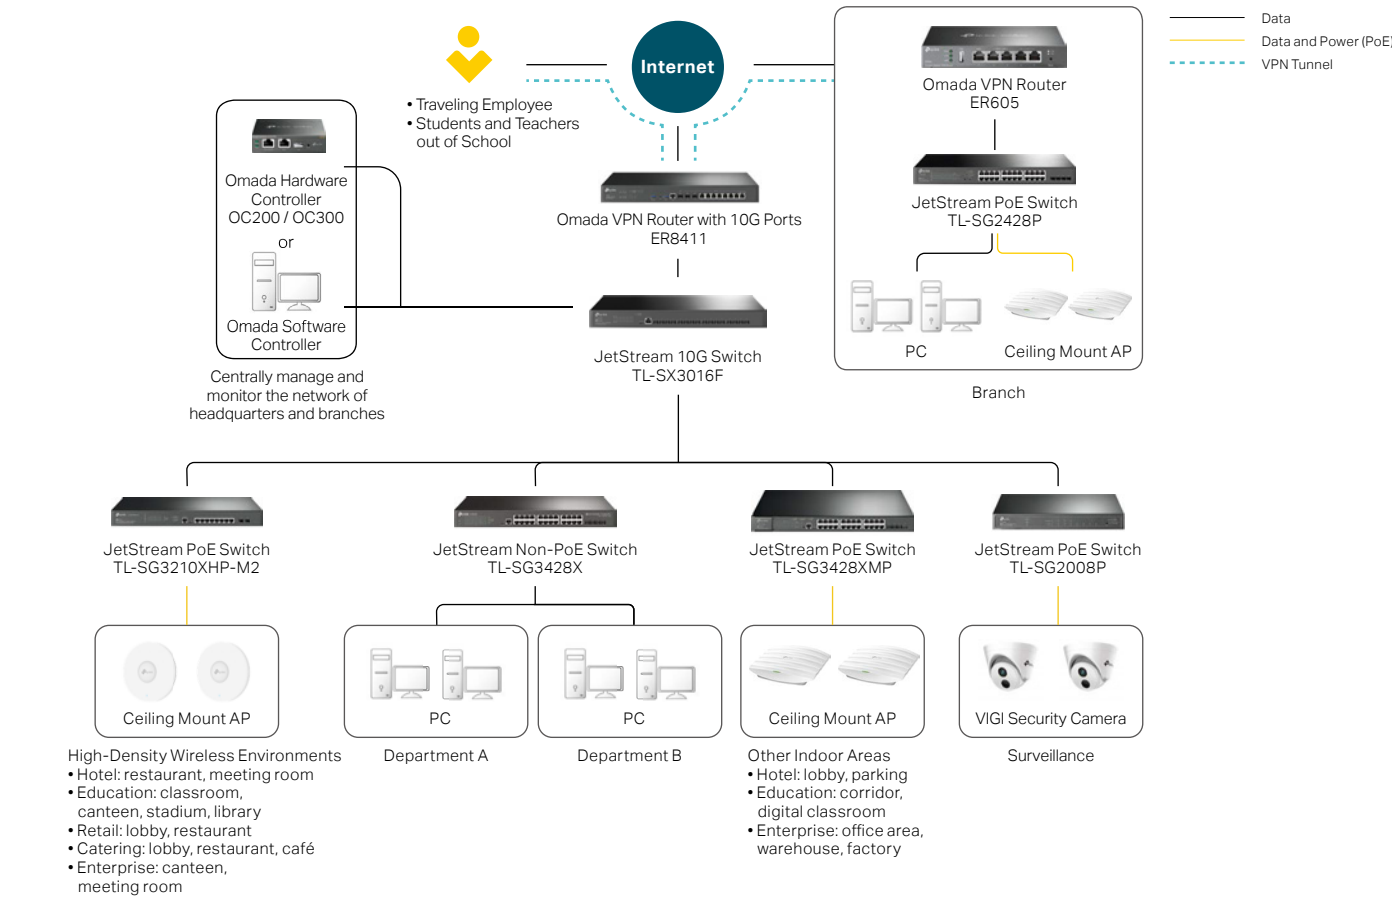 Data
Data and Power (PoE)
VPN Tunnel
Internet
• Traveling Employee
• Students and Teachers
out of School
Omada VPN Router
ER605
JetStream PoE Switch
TL-SG2428P
PC
Ceiling Mount AP
Branch
Omada Hardware
Controller
OC200 / OC300
or
Omada Software
Controller
Centrally manage and
monitor the network of
headquarters and branches
Omada VPN Router with 10G Ports
ER8411
JetStream 10G Switch
TL-SX3016F
JetStream PoE Switch
TL-SG3210XHP-M2
JetStream Non-PoE Switch
TL-SG3428X
JetStream PoE Switch
TL-SG3428XMP
JetStream PoE Switch
TL-SG2008P
Ceiling Mount AP
PC
PC
Ceiling Mount AP
VIGI Security Camera
High-Density Wireless Environments
• Hotel: restaurant, meeting room
• Education: classroom,
canteen, stadium, library
• Retail: lobby, restaurant
• Catering: lobby, restaurant, café
• Enterprise: canteen,
meeting room
Department A
Department B
Other Indoor Areas
• Hotel: lobby, parking
• Education: corridor,
digital classroom
• Enterprise: office area,
warehouse, factory
Surveillance